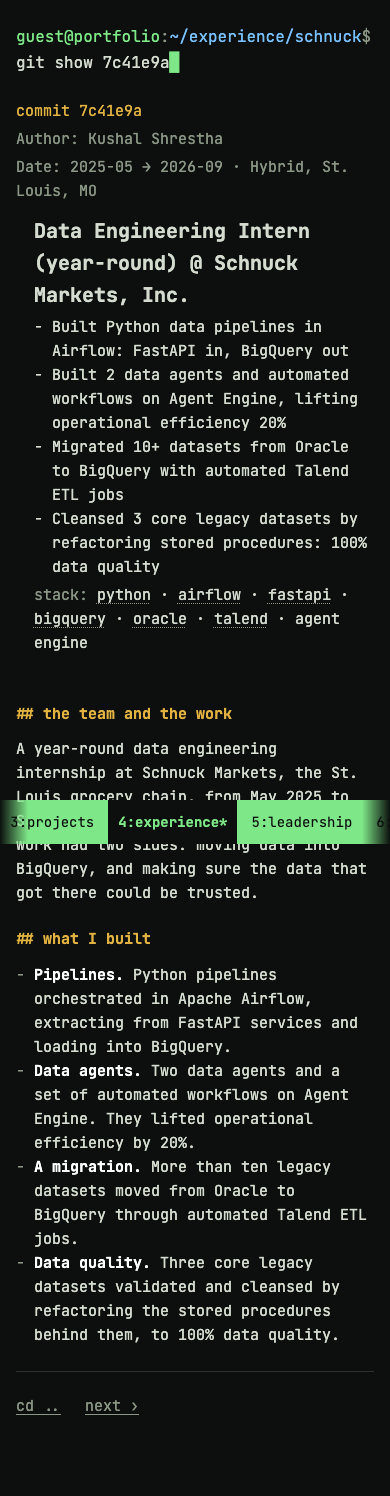 guest@portfolio:~/experience/schnuck$
git show 7c41e9a
commit 7c41e9a
Author: Kushal Shrestha
Date: 2025-05 → 2026-09 · Hybrid, St.
Louis, MO
Data Engineering Intern
(year-round) @ Schnuck
Markets, Inc.
- Built Python data pipelines in
Airflow: FastAPI in, BigQuery out
- Built 2 data agents and automated
workflows on Agent Engine, lifting
operational efficiency 20%
- Migrated 10+ datasets from Oracle
to BigQuery with automated Talend
ETL jobs
- Cleansed 3 core legacy datasets by
refactoring stored procedures: 100%
data quality
stack: python · airflow · fastapi ·
bigquery · oracle · talend · agent
engine
## the team and the work
A year-round data engineering
internship at Schnuck Markets, the St.
Louis grocery chain, from May 2025 to
3:projects 4:experience* 5:leadership 6
work had two sides: moving data into
BigQuery, and making sure the data that
got there could be trusted.
## what I built
- Pipelines. Python pipelines
orchestrated in Apache Airflow,
extracting from FastAPI services and
loading into BigQuery.
- Data agents. Two data agents and a
set of automated workflows on Agent
Engine. They lifted operational
efficiency by 20%.
- A migration. More than ten legacy
datasets moved from Oracle to
BigQuery through automated Talend ETL
jobs.
- Data quality. Three core legacy
datasets validated and cleansed by
refactoring the stored procedures
behind them, to 100% data quality.
cd .. next ›